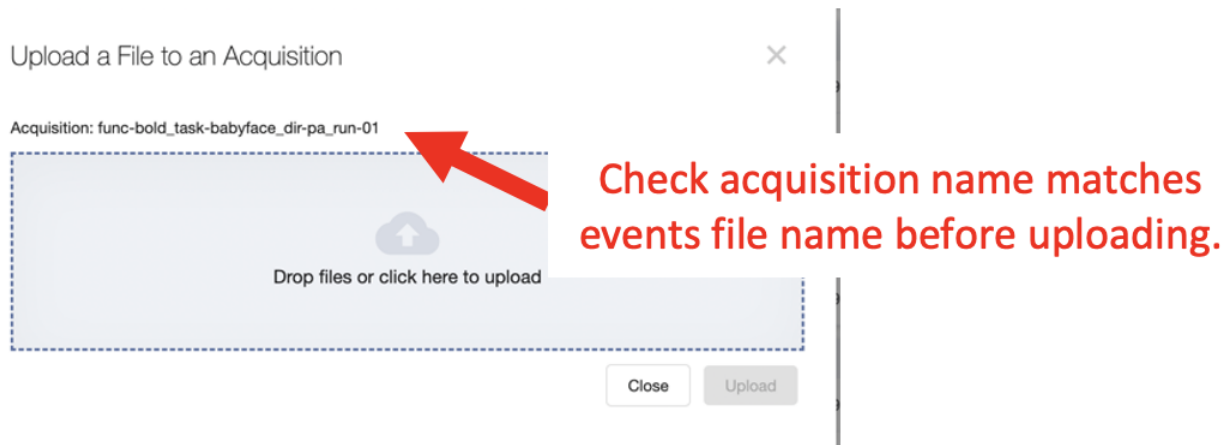 Upload a File to an Acquisition
Acquisition: func-bold_task-babyface_dir-pa_run-01
Check acquisition name matches
events file name before uploading.
Drop files or click here to upload
Close
Upload